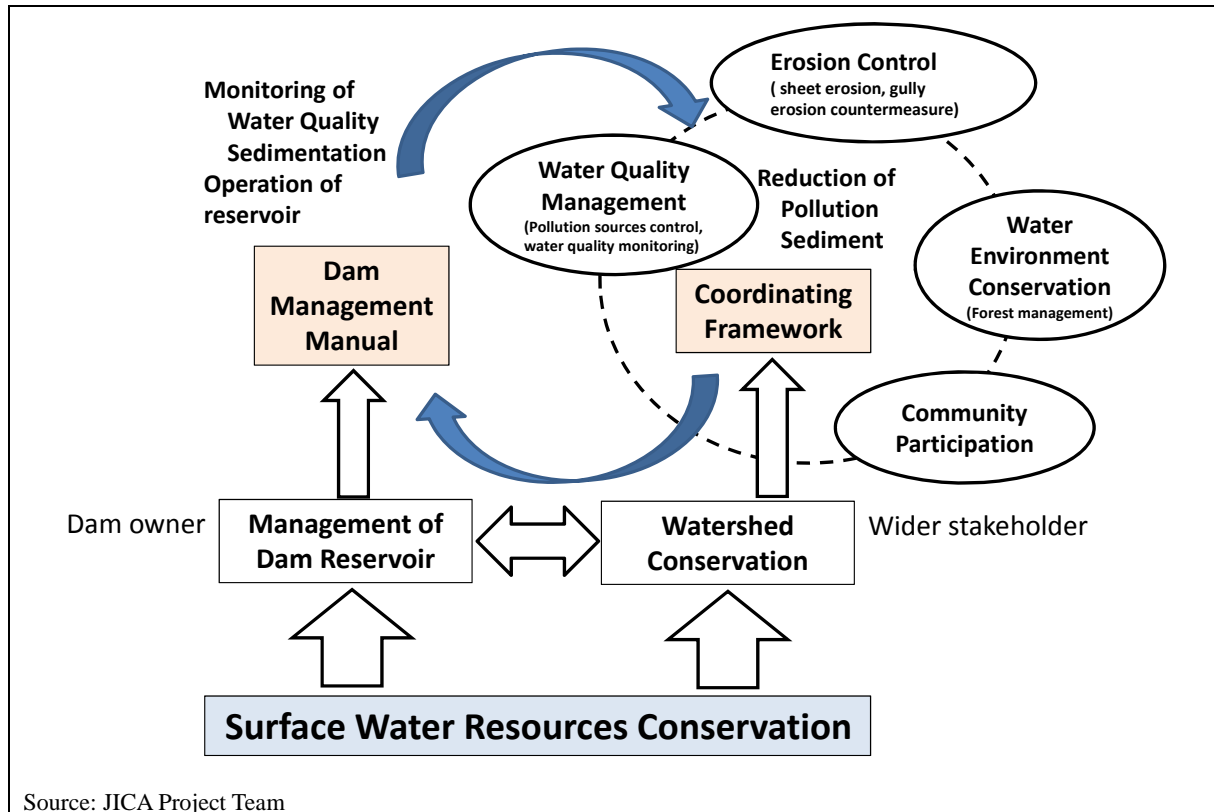 Erosion Control
( sheet erosion, gully
erosion countermeasure)
Monitoring of
Water Quality
Sedimentation
Operation of
reservoir
Water Quality
Management
(Pollution sources control,
water quality monitoring)
Reduction of
Pollution
Sediment
Water
Environment
Conservation
(Forest management)
Dam
Management
Manual
Coordinating
Framework
Community
Participation
Dam owner
Management of
Dam Reservoir
Watershed
Conservation
Wider stakeholder
Surface Water Resources Conservation
Source: JICA Project Team